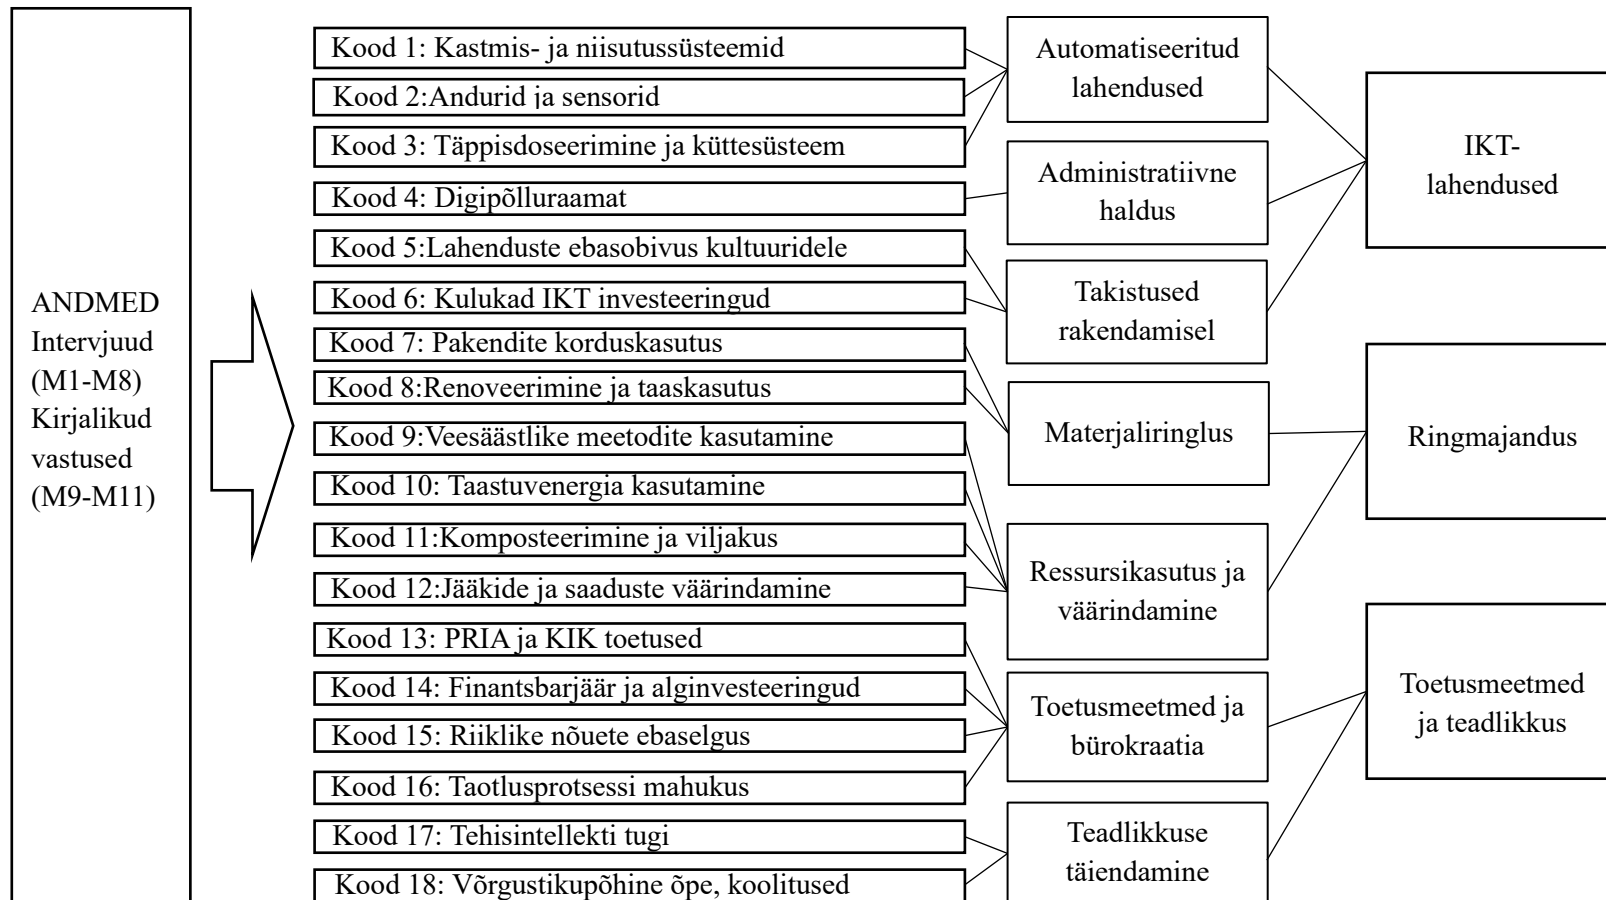 ANDMED
Intervjuud
(M1-M8)
Kirjalikud
vastused
(M9-M11)
Kood 1: Kastmis- ja niisutussüsteemid
Kood 2:Andurid ja sensorid
Kood 3: Täppisdoseerimine ja küttesüsteem
Kood 4: Digipõlluraamat
Kood 5:Lahenduste ebasobivus kultuuridele
Kood 6: Kulukad IKT investeeringud
Kood 7: Pakendite korduskasutus
Kood 8:Renoveerimine ja taaskasutus
Kood 9:Veesäästlike meetodite kasutamine
Kood 10: Taastuvenergia kasutamine
Kood 11:Komposteerimine ja viljakus
Kood 12:Jääkide ja saaduste väärindamine
Kood 13: PRIA ja KIK toetused
Kood 14: Finantsbarjäär ja alginvesteeringud
Kood 15: Riiklike nõuete ebaselgus
Kood 16: Taotlusprotsessi mahukus
Kood 17: Tehisintellekti tugi
Kood 18: Võrgustikupõhine õpe, koolitused
Automatiseeritud
lahendused
Administratiivne
haldus
Takistused
rakendamisel
Materjaliringlus
Ressursikasutus ja
väärindamine
Toetusmeetmed ja
bürokraatia
Teadlikkuse
täiendamine
IKT-
lahendused
Ringmajandus
Toetusmeetmed
ja teadlikkus